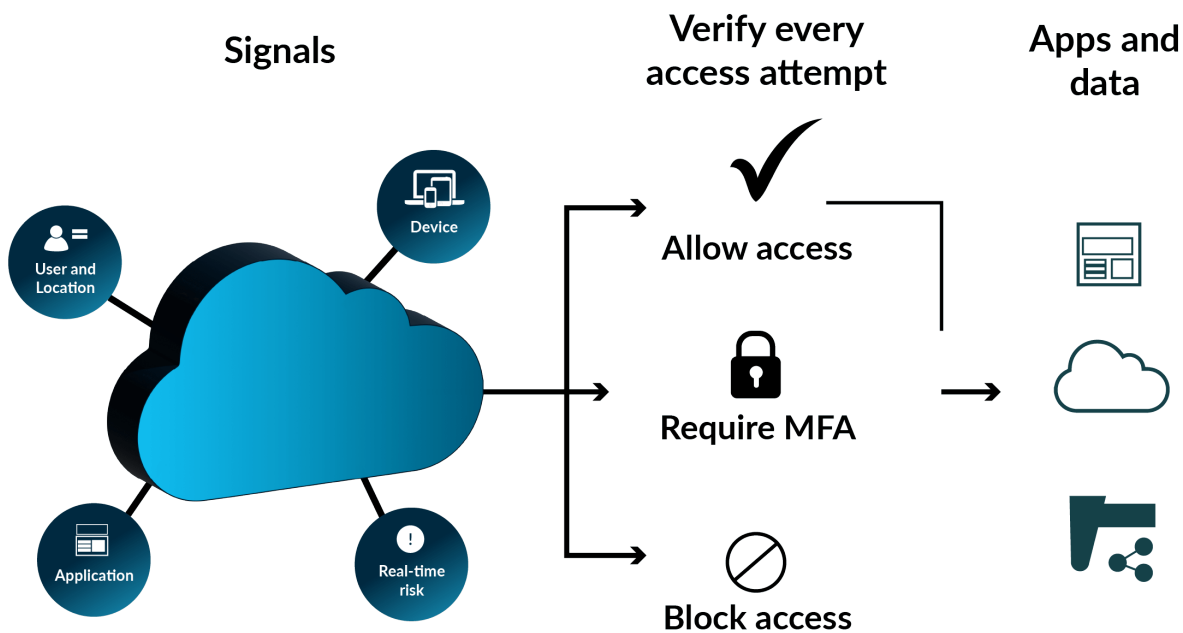 Signals
Verify every
access attempt
Apps and
data
Device
User and
Location
Allow access
Require MFA
Application
Real-time
risk
Block access